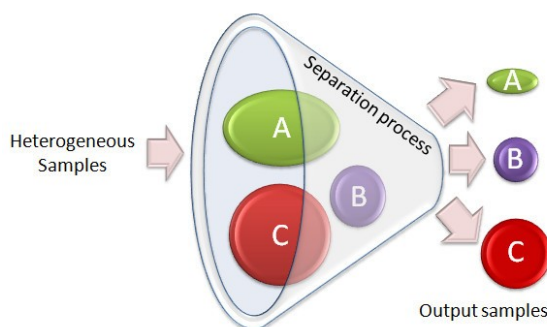 Heterogeneous
Samples
Separation process
A
B
C
A
B
C
Output samples